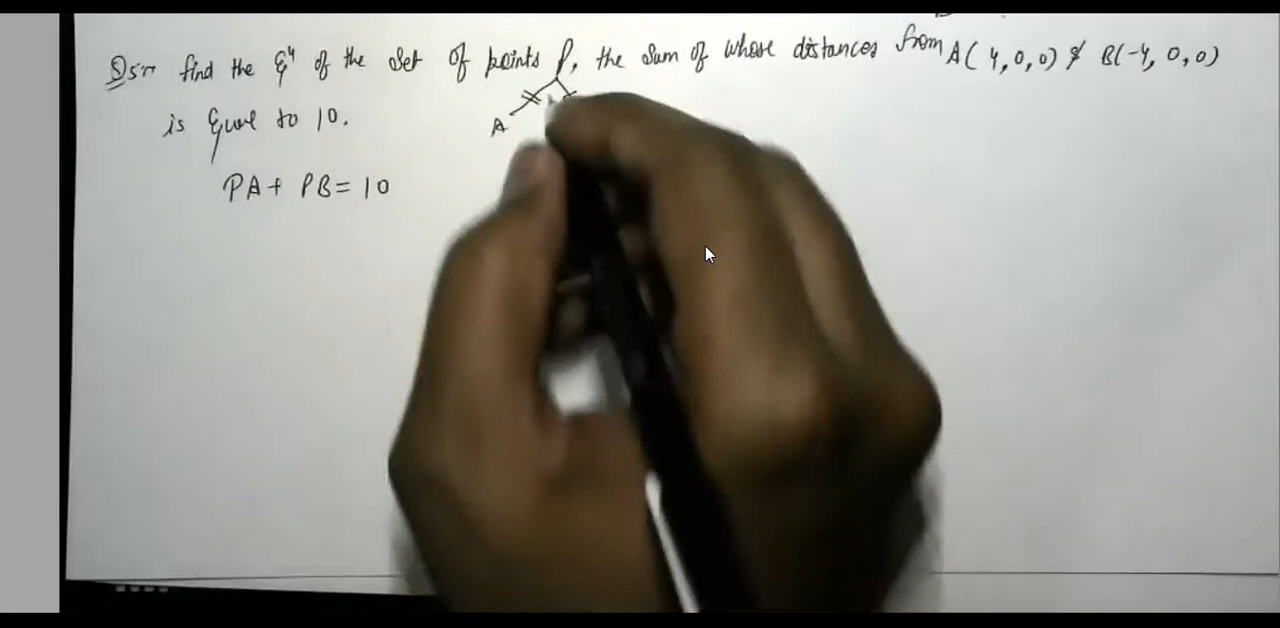 Q5:- find the Eqⁿ of the set of points P, the sum of whose distances from A(4,0,0) & B(-4, 0, 0)
is Equal to 10.
A
PA + PB = 10